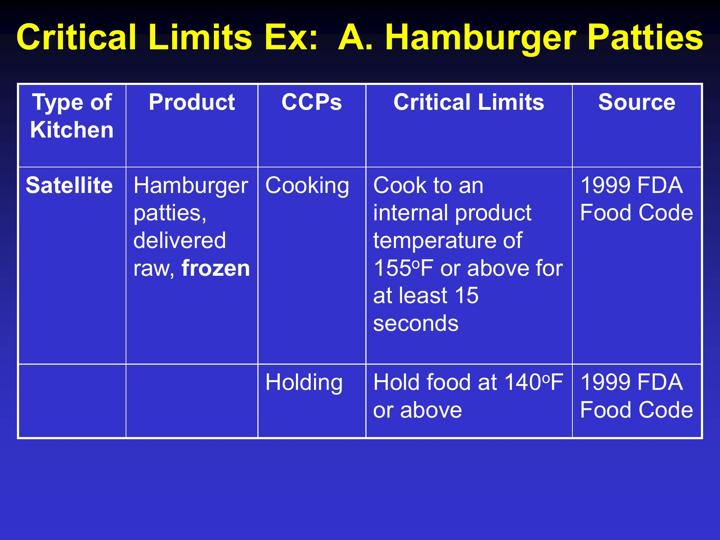 Critical Limits Ex:  A. Hamburger Patties
Type of
Kitchen
Product
CCPs
Critical Limits
Source
Satellite
Hamburger
patties,
delivered
raw, frozen
Cooking
Cook to an
internal product
temperature of
155ºF or above for
at least 15
seconds
1999 FDA
Food Code
Holding
Hold food at 140ºF
or above
1999 FDA
Food Code